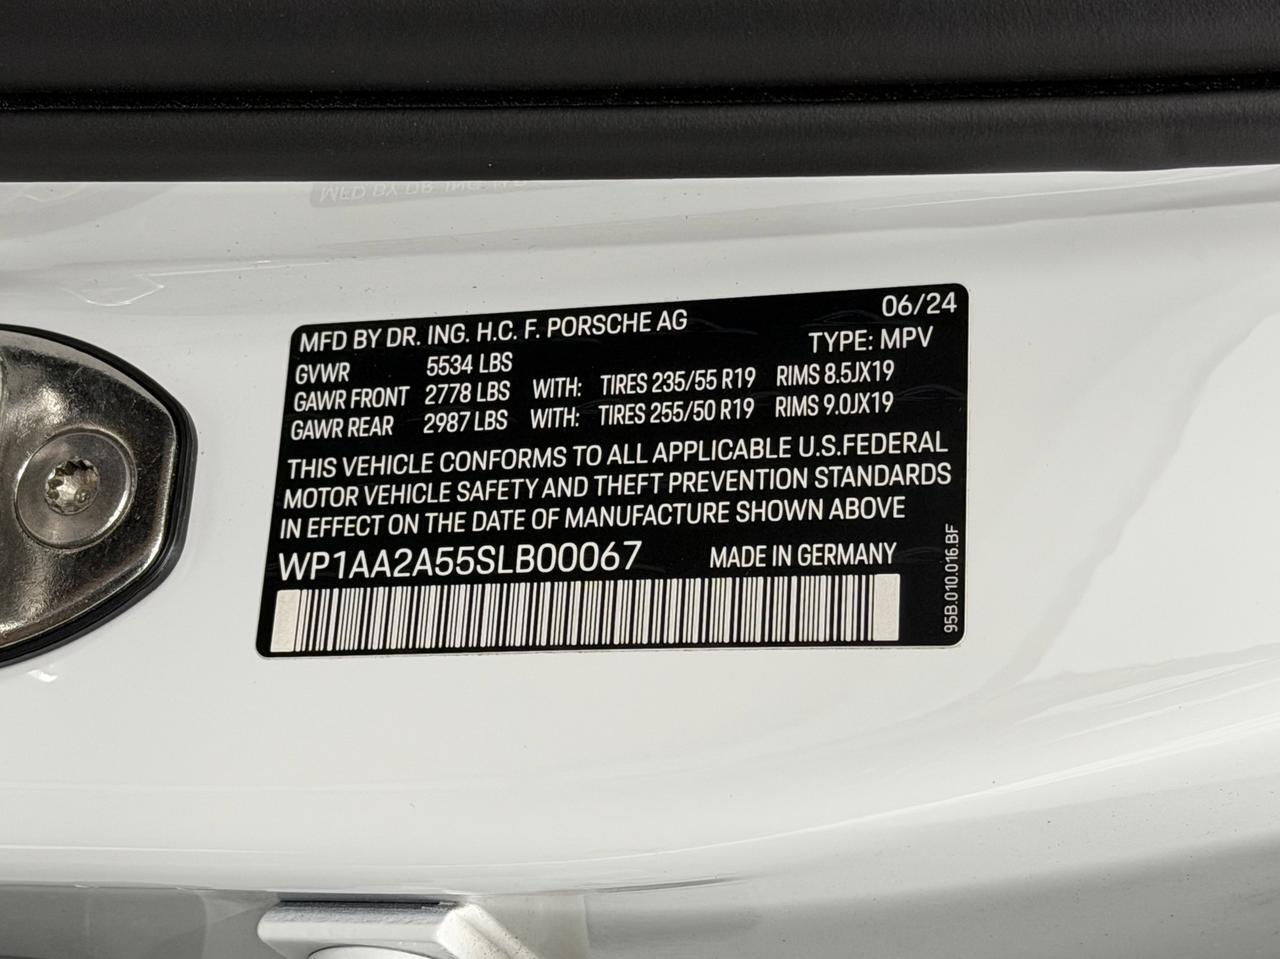 MFD BY DR. ING. H.C. F. PORSCHE AG 06/24
TYPE: MPV
GVWR 5534 LBS
GAWR FRONT 2778 LBS WITH: TIRES 235/55 R19 RIMS 8.5JX19
GAWR REAR 2987 LBS WITH: TIRES 255/50 R19 RIMS 9.0JX19
THIS VEHICLE CONFORMS TO ALL APPLICABLE U.S.FEDERAL
MOTOR VEHICLE SAFETY AND THEFT PREVENTION STANDARDS
IN EFFECT ON THE DATE OF MANUFACTURE SHOWN ABOVE
WP1AA2A55SLB00067 MADE IN GERMANY
95B.010.016.BF